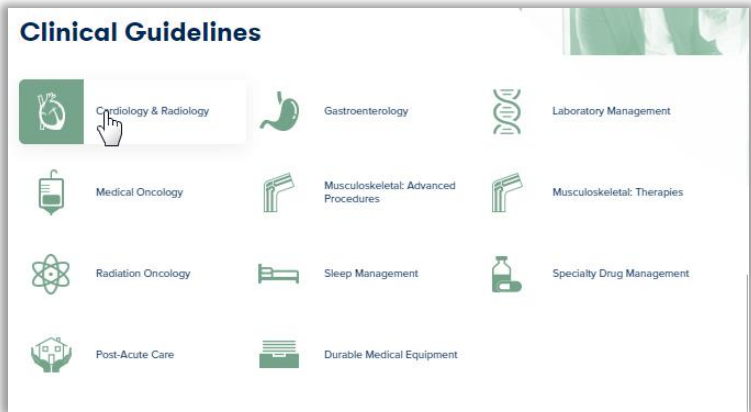 Clinical Guidelines
Cardiology & Radiology
Gastroenterology
Laboratory Management
Medical Oncology
Musculoskeletal: Advanced
Procedures
Musculoskeletal: Therapies
Radiation Oncology
Sleep Management
Specialty Drug Management
Post-Acute Care
Durable Medical Equipment